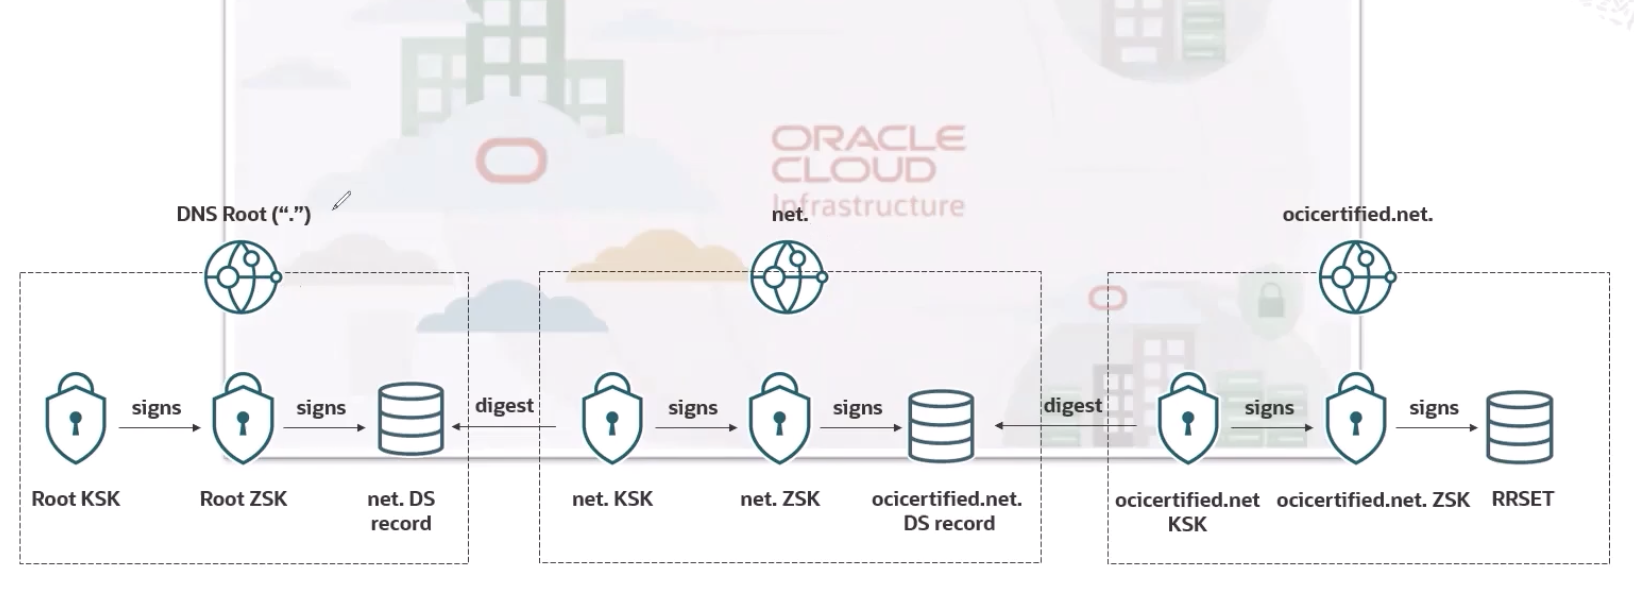 ORACLE
CLOUD
Infrastructure
DNS Root (“.”)
net.
ocicertified.net.
signs
signs
digest
signs
signs
digest
signs
signs
Root KSK
Root ZSK
net. DS
record
net. KSK
net. ZSK
ocicertified.net.
DS record
ocicertified.net
KSK
ocicertified.net. ZSK
RRSET